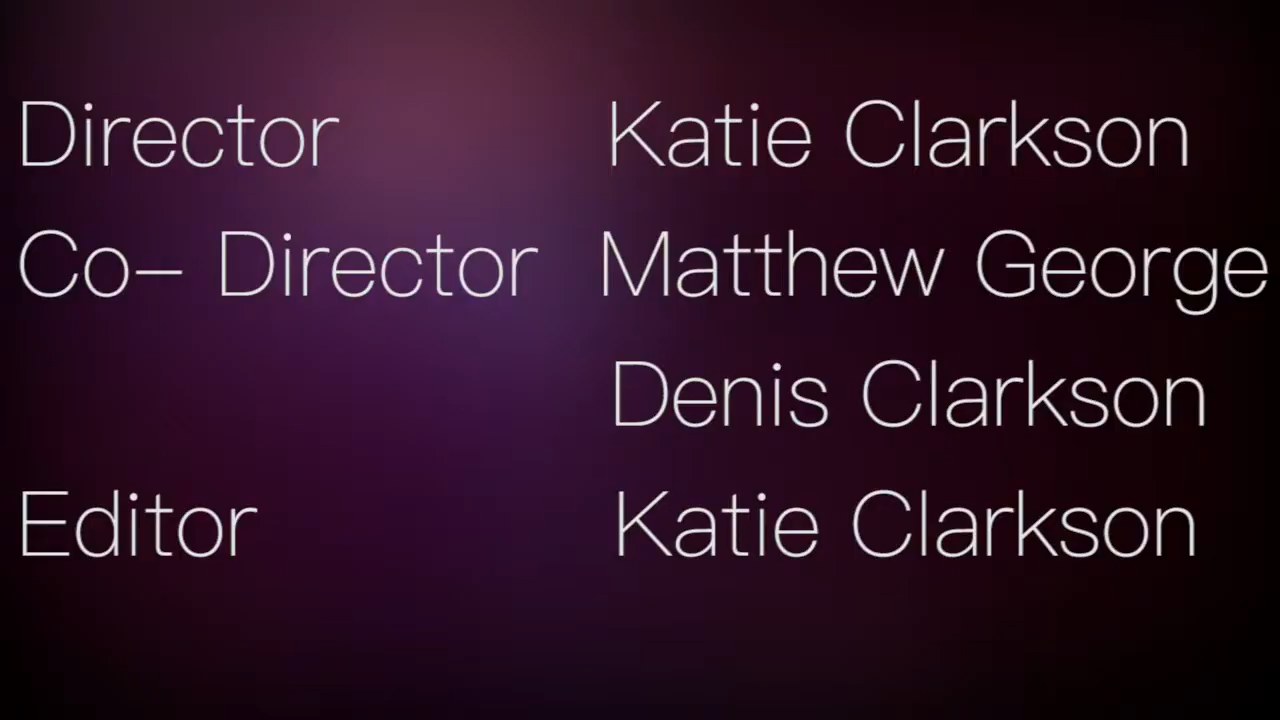 Director Katie Clarkson
Co- Director Matthew George
Denis Clarkson
Editor Katie Clarkson